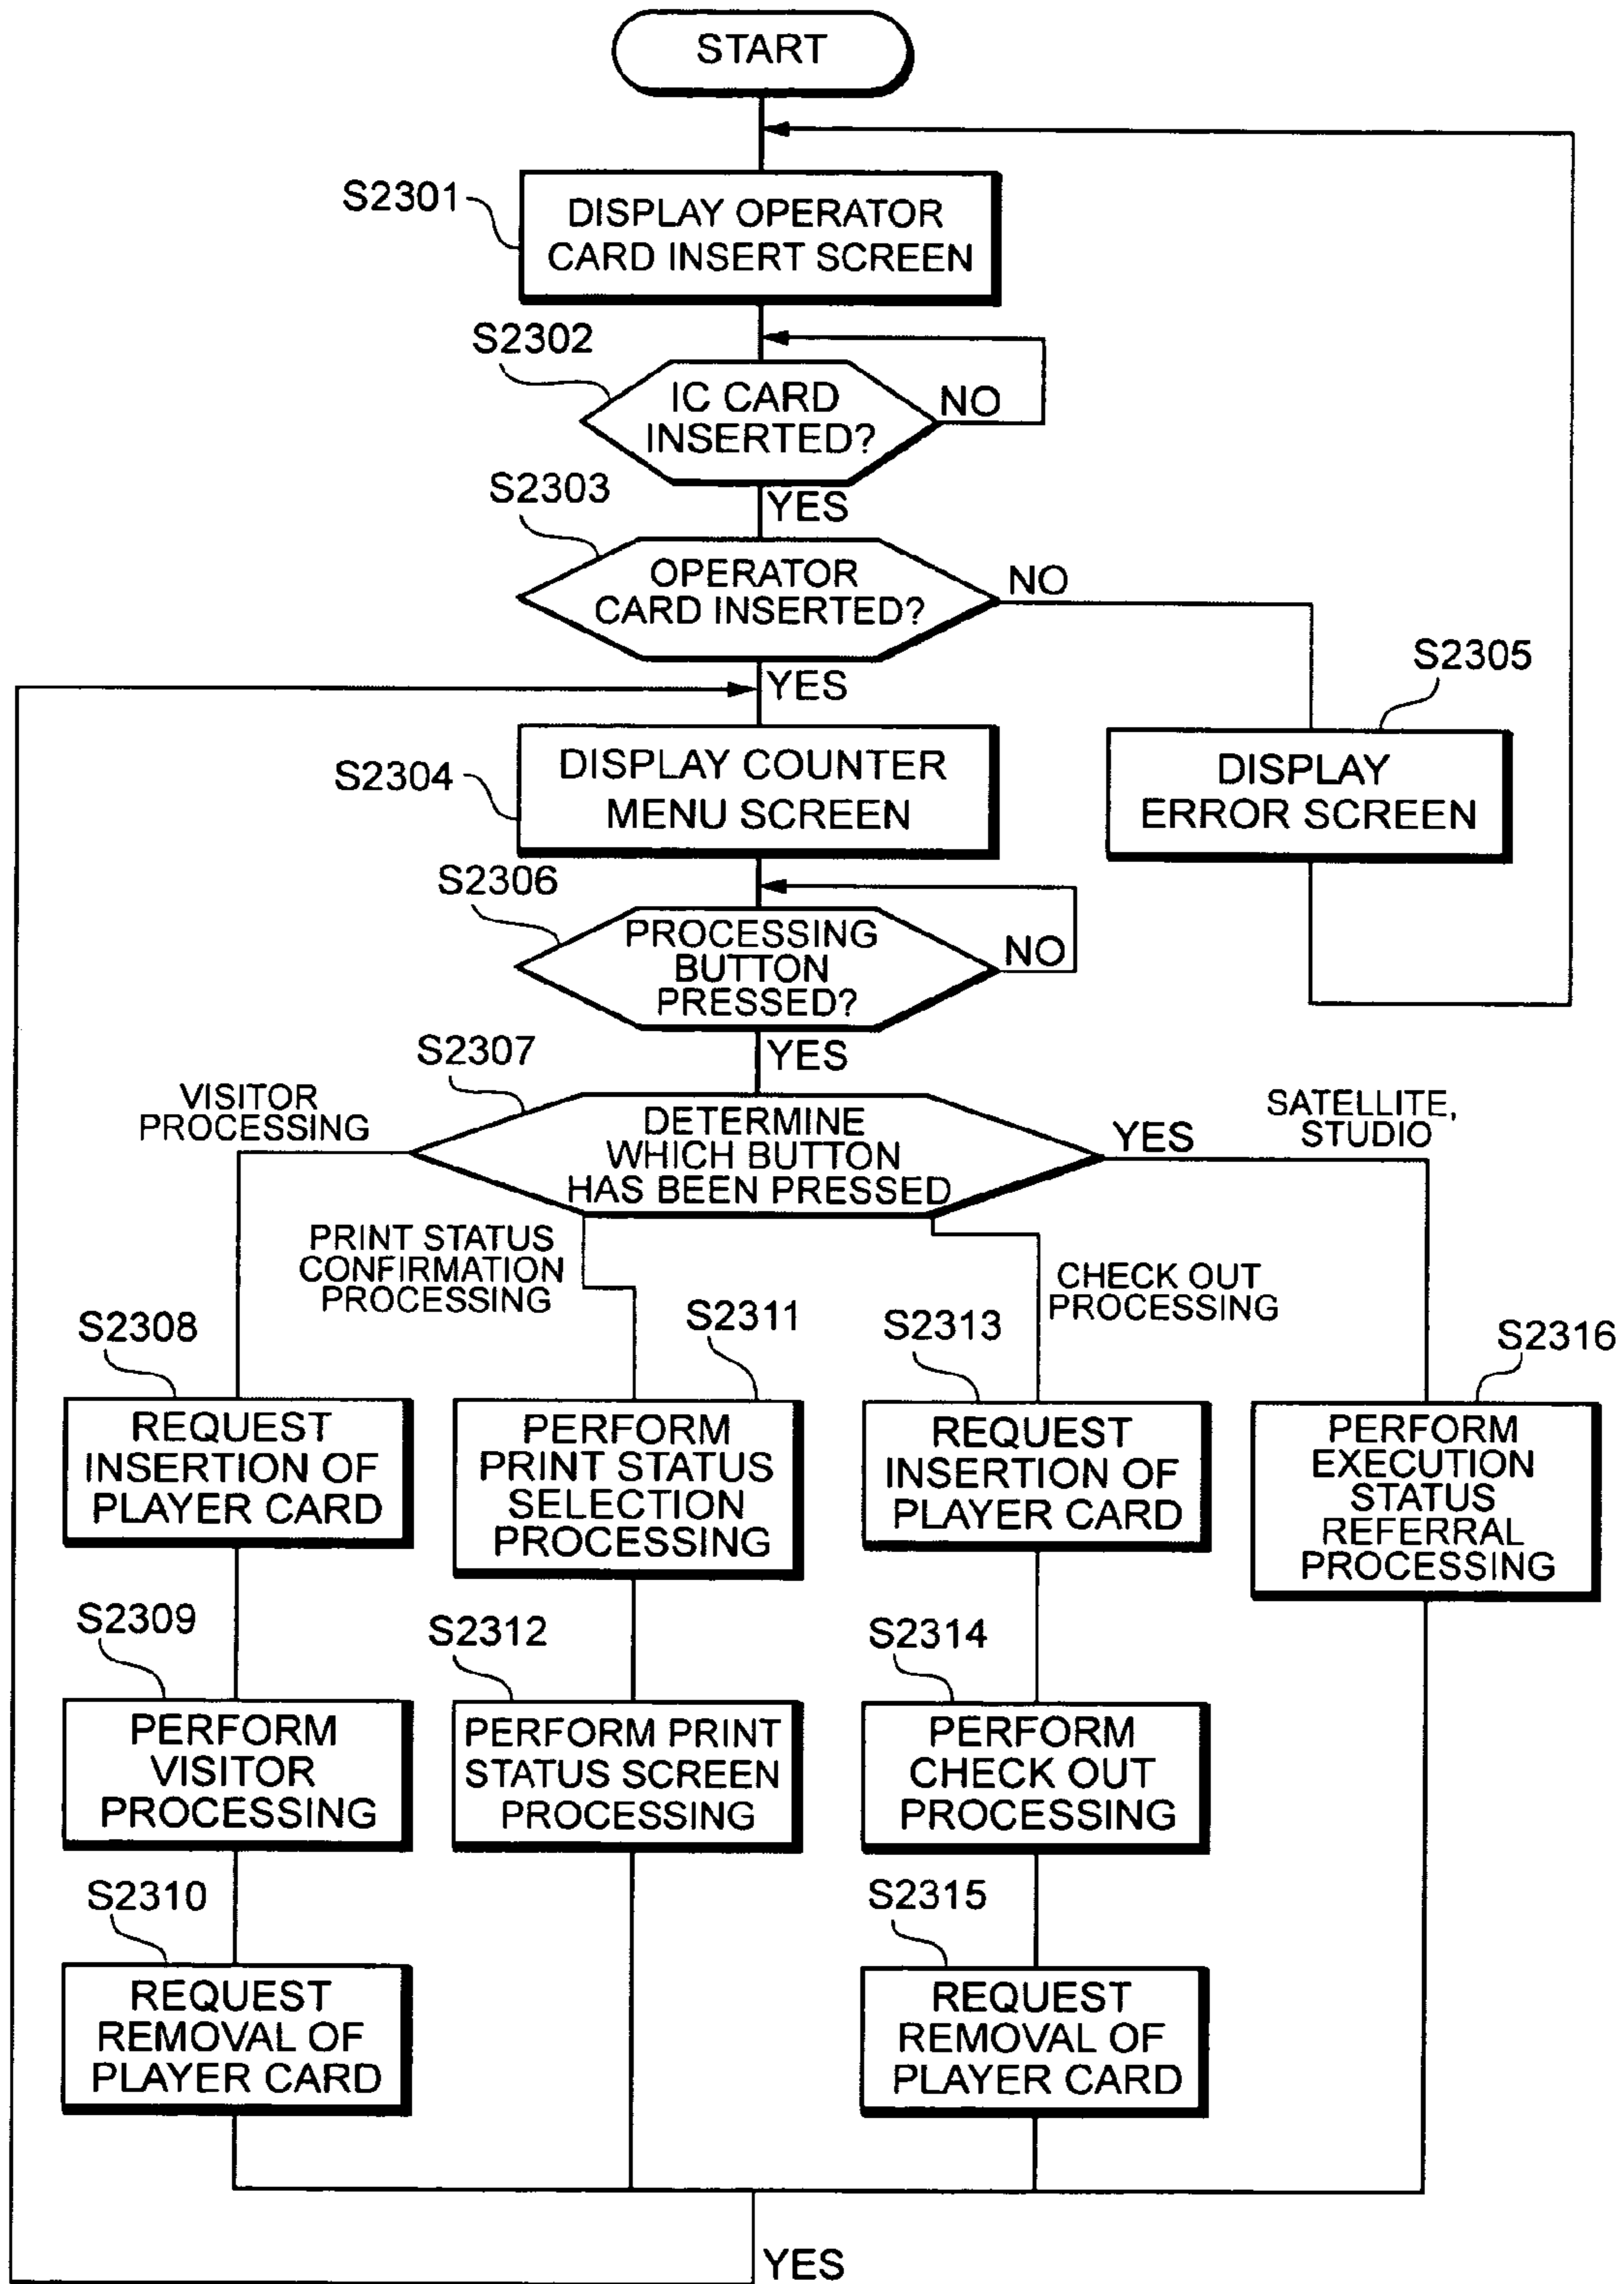 START
S2301
DISPLAY OPERATOR
CARD INSERT SCREEN
S2302
IC CARD
INSERTED?
NO
YES
S2303
OPERATOR
CARD INSERTED?
NO
YES
S2305
DISPLAY
ERROR SCREEN
S2304
DISPLAY COUNTER
MENU SCREEN
S2306
PROCESSING
BUTTON
PRESSED?
NO
YES
S2307
DETERMINE
WHICH BUTTON
HAS BEEN PRESSED
VISITOR
PROCESSING
YES
SATELLITE,
STUDIO
PRINT STATUS
CONFIRMATION
PROCESSING
CHECK OUT
PROCESSING
S2308
REQUEST
INSERTION OF
PLAYER CARD
S2309
PERFORM
VISITOR
PROCESSING
S2310
REQUEST
REMOVAL OF
PLAYER CARD
S2311
PERFORM
PRINT STATUS
SELECTION
PROCESSING
S2312
PERFORM PRINT
STATUS SCREEN
PROCESSING
S2313
REQUEST
INSERTION OF
PLAYER CARD
S2314
PERFORM
CHECK OUT
PROCESSING
S2315
REQUEST
REMOVAL OF
PLAYER CARD
S2316
PERFORM
EXECUTION
STATUS
REFERRAL
PROCESSING
YES